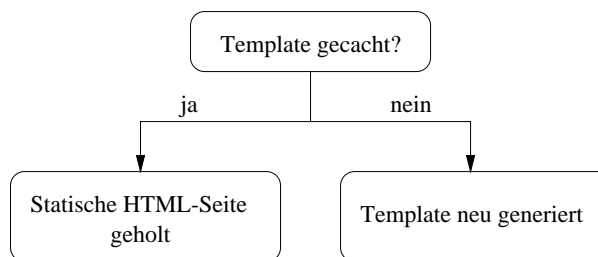 Template gecacht?
ja
nein
Statische HTML-Seite
geholt
Template neu generiert